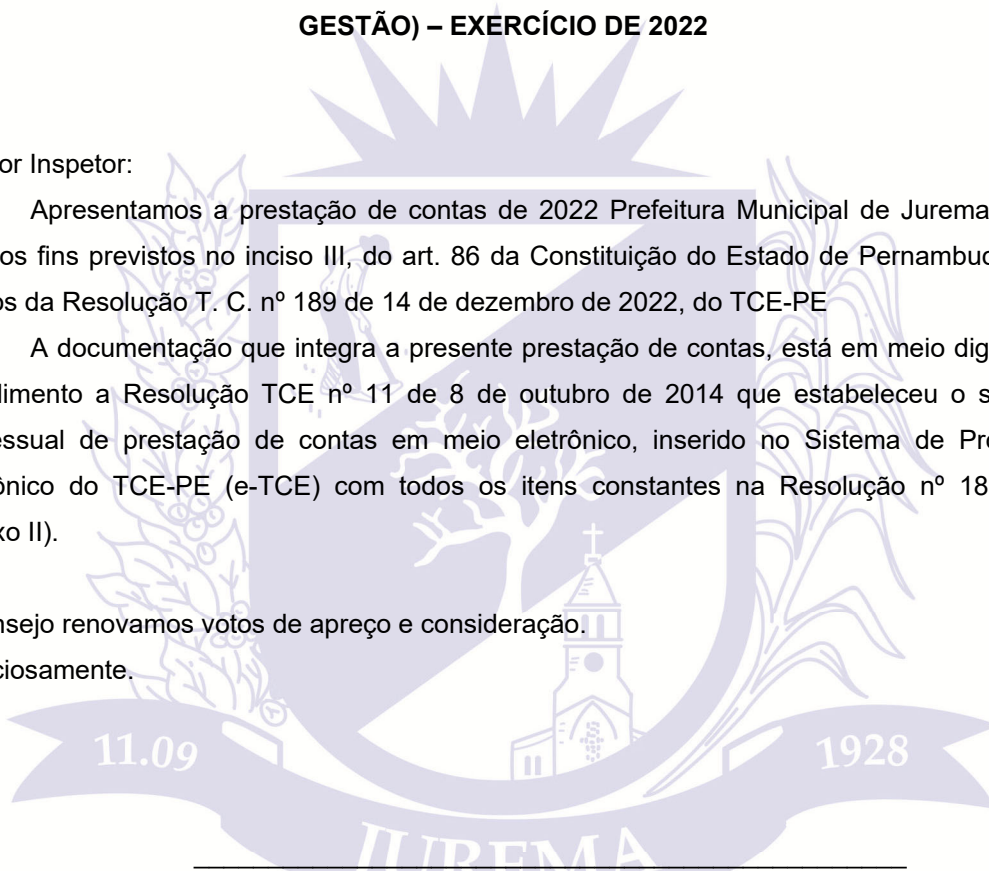 GESTÃO) – EXERCÍCIO DE 2022
or Inspetor:
Apresentamos a prestação de contas de 2022 Prefeitura Municipal de Jurema
os fins previstos no inciso III, do art. 86 da Constituição do Estado de Pernambuc
os da Resolução T. C. nº 189 de 14 de dezembro de 2022, do TCE-PE
A documentação que integra a presente prestação de contas, está em meio dig
limento a Resolução TCE nº 11 de 8 de outubro de 2014 que estabeleceu o s
essual de prestação de contas em meio eletrônico, inserido no Sistema de Pr
ônico do TCE-PE (e-TCE) com todos os itens constantes na Resolução nº 18
xo II).
nsejo renovamos votos de apreço e consideração.
ciosamente.
11.09
1928
JUREMA